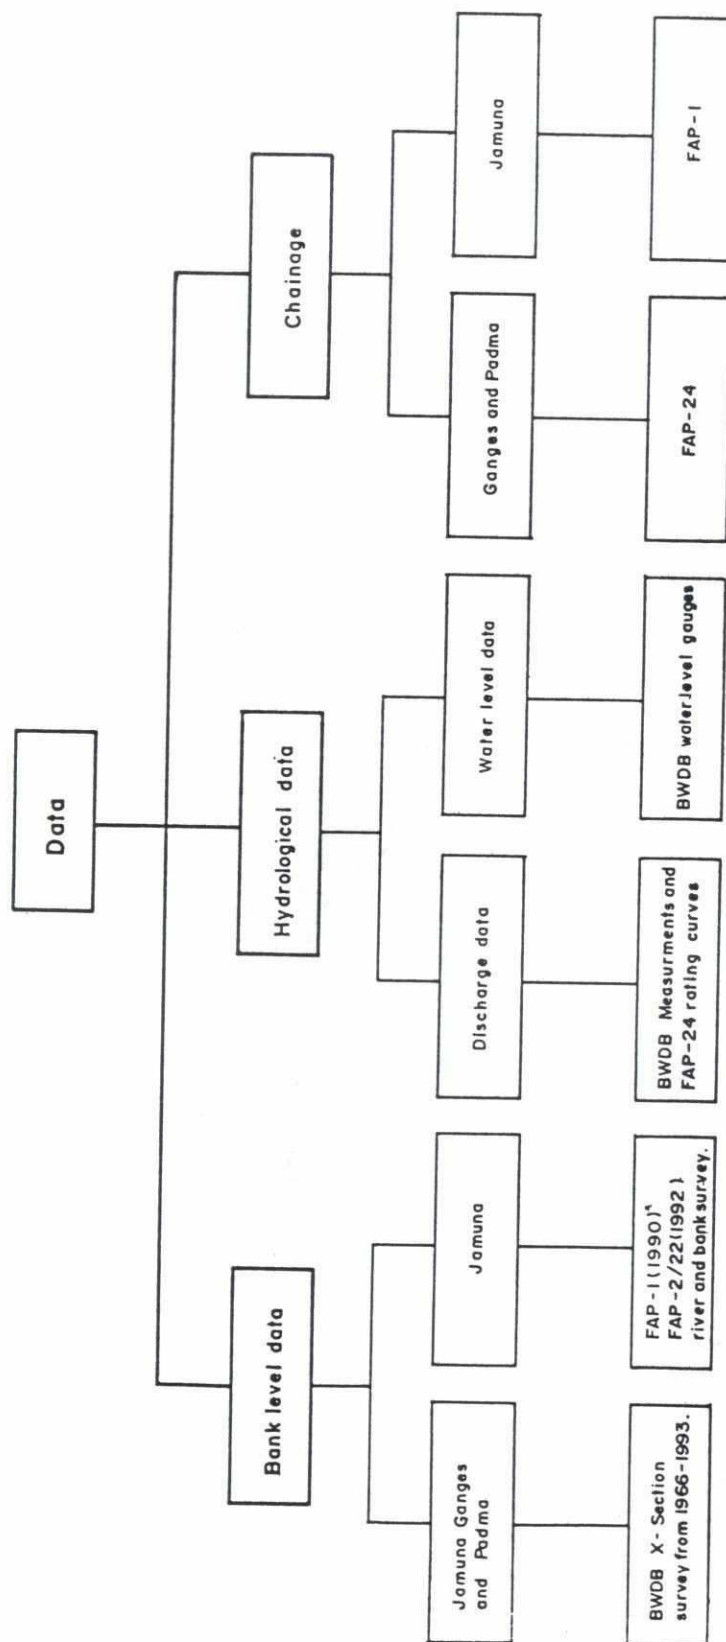 Data
Bank level data
Hydrological data
Chainage
Jamuna Ganges
and Padma
Jamuna
Discharge data
Water level data
Ganges and Padma
Jamuna
BWDB X-Section
survey from 1966-1993.
FAP-1(1990)
FAP-2/22(1992)
river and bank survey.
BWDB Measurments and
FAP-24 rating curves
BWDB water level gauges
FAP-24
FAP-1